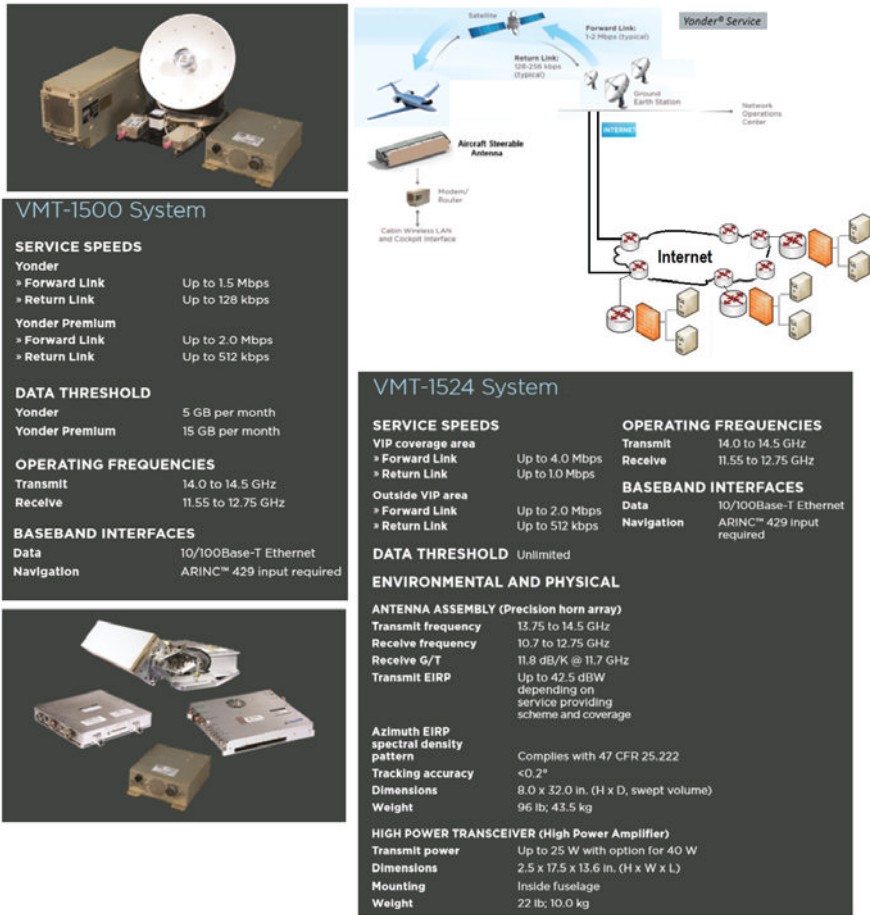 Satellite
Forward Link:
1-2 Mbps (typical)
Yonder® Service
Return Link:
128-256 kbps
(typical)
Ground
Earth Station
Network
Operations
Center
INTERNET
Aircraft Steerable
Antenna
Modem/
Router
Cabin Wireless LAN
and Cockpit Interface
Internet
VMT-1500 System
SERVICE SPEEDS
Yonder
» Forward Link Up to 1.5 Mbps
» Return Link Up to 128 kbps
Yonder Premium
» Forward Link Up to 2.0 Mbps
» Return Link Up to 512 kbps
DATA THRESHOLD
Yonder 5 GB per month
Yonder Premium 15 GB per month
OPERATING FREQUENCIES
Transmit 14.0 to 14.5 GHz
Receive 11.55 to 12.75 GHz
BASEBAND INTERFACES
Data 10/100Base-T Ethernet
Navigation ARINC™ 429 input required
VMT-1524 System
SERVICE SPEEDS
VIP coverage area
» Forward Link Up to 4.0 Mbps
» Return Link Up to 1.0 Mbps
Outside VIP area
» Forward Link Up to 2.0 Mbps
» Return Link Up to 512 kbps
DATA THRESHOLD Unlimited
OPERATING FREQUENCIES
Transmit 14.0 to 14.5 GHz
Receive 11.55 to 12.75 GHz
BASEBAND INTERFACES
Data 10/100Base-T Ethernet
Navigation ARINC™ 429 input
required
ENVIRONMENTAL AND PHYSICAL
ANTENNA ASSEMBLY (Precision horn array)
Transmit frequency 13.75 to 14.5 GHz
Receive frequency 10.7 to 12.75 GHz
Receive G/T 11.8 dB/K @ 11.7 GHz
Transmit EIRP Up to 42.5 dBW
depending on
service providing
scheme and coverage
Azimuth EIRP
spectral density
pattern Complies with 47 CFR 25.222
Tracking accuracy <0.2°
Dimensions 8.0 x 32.0 in. (H x D, swept volume)
Weight 96 lb; 43.5 kg
HIGH POWER TRANSCEIVER (High Power Amplifier)
Transmit power Up to 25 W with option for 40 W
Dimensions 2.5 x 17.5 x 13.6 in. (H x W x L)
Mounting Inside fuselage
Weight 22 lb; 10.0 kg